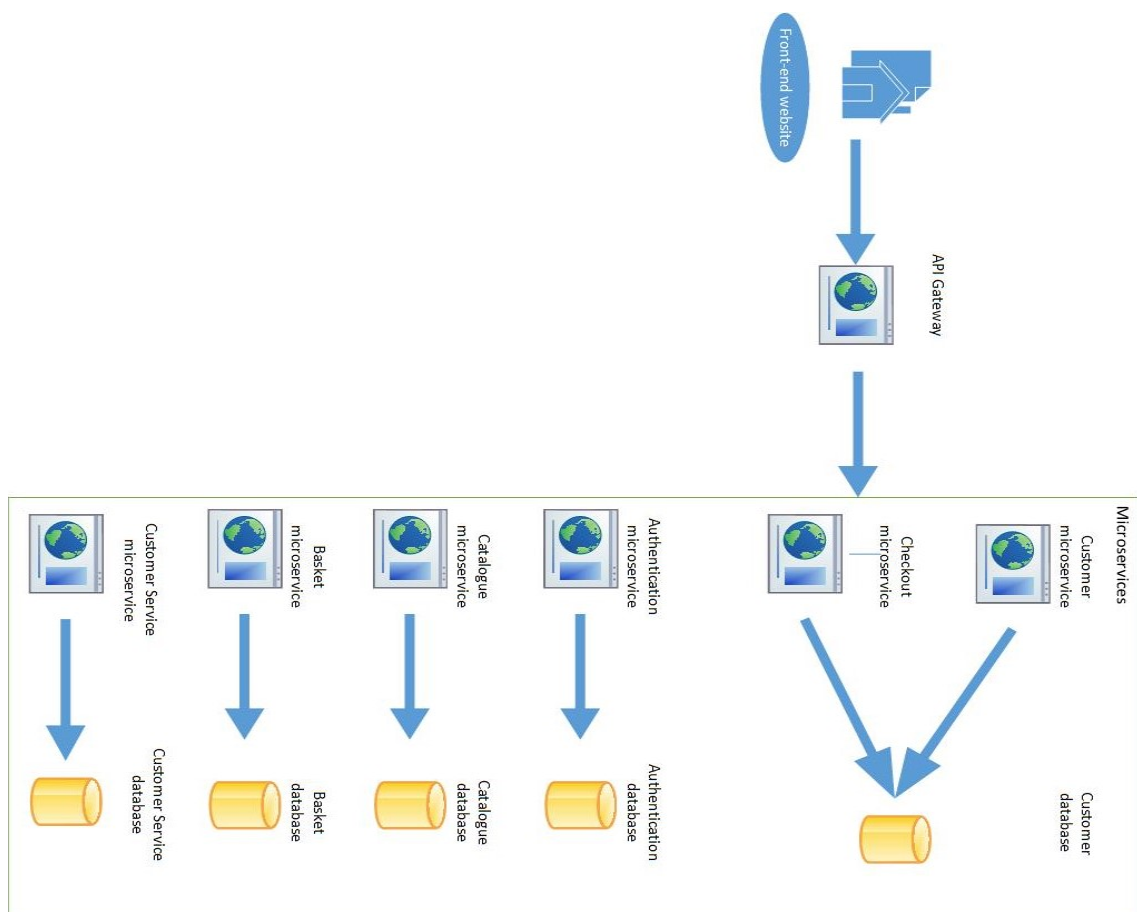 Microservices
Front-end website
API Gateway
Customer
microservice
Customer
database
Checkout
microservice
Authentication
microservice
Authentication
database
Catalogue
microservice
Catalogue
database
Basket
microservice
Basket
database
Customer Service
microservice
Customer Service
database